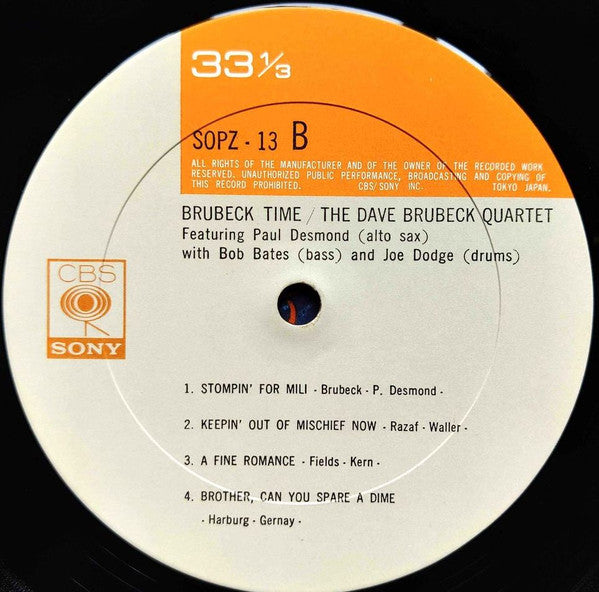 33 1/3
SOPZ - 13 B
ALL RIGHTS OF THE MANUFACTURER AND OF THE OWNER OF THE RECORDED WORK
RESERVED. UNAUTHORIZED PUBLIC PERFORMANCE, BROADCASTING AND COPYING OF
THIS RECORD PROHIBITED. CBS/SONY INC. TOKYO JAPAN.
BRUBECK TIME / THE DAVE BRUBECK QUARTET
Featuring Paul Desmond (alto sax)
with Bob Bates (bass) and Joe Dodge (drums)
CBS
SONY
1. STOMPIN' FOR MILI - Brubeck - P. Desmond -
2. KEEPIN' OUT OF MISCHIEF NOW - Razaf - Waller -
3. A FINE ROMANCE - Fields - Kern -
4. BROTHER, CAN YOU SPARE A DIME
- Harburg - Gernay -